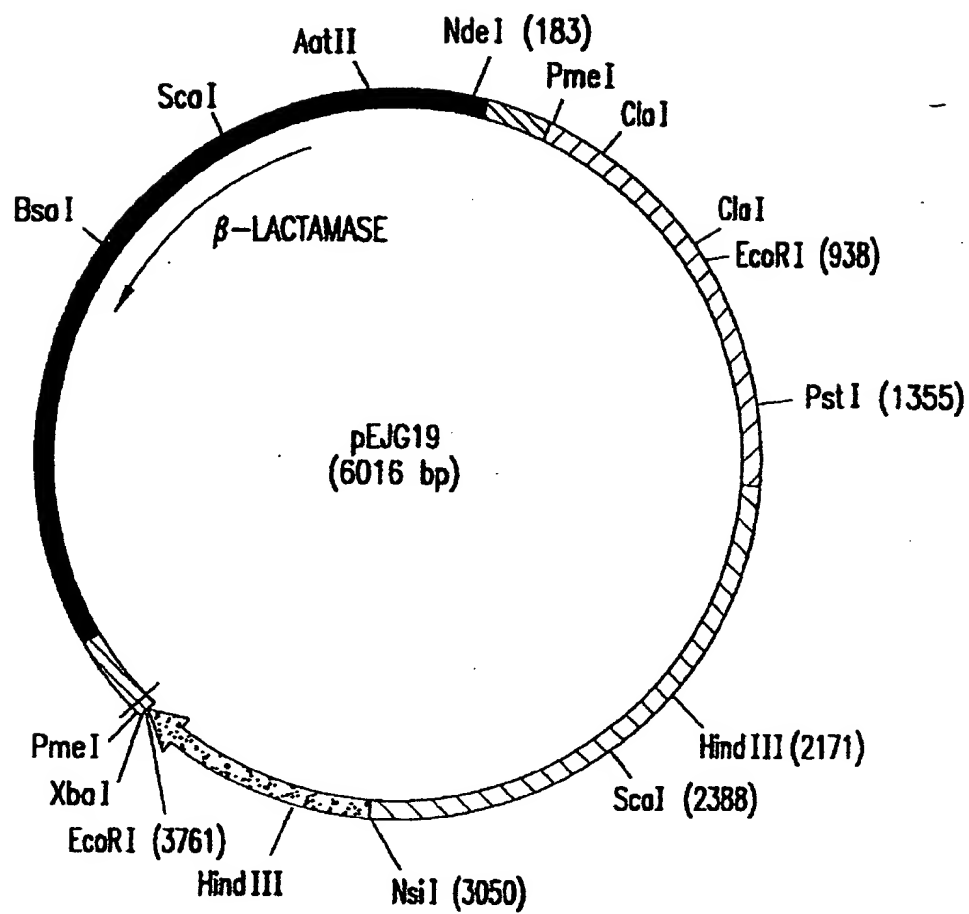 AatII
NdeI (183)
PmeI
ClaI
ScaI
ClaI
EcoRI (938)
BsaI
β-LACTAMASE
PstI (1355)
pEJG19
(6016 bp)
HindIII (2171)
ScaI (2388)
PmeI
XbaI
EcoRI (3761)
HindIII
NsiI (3050)